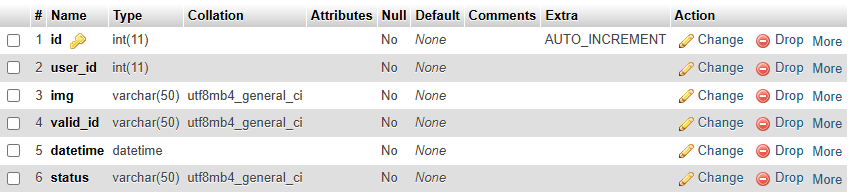 # Name Type Collation Attributes Null Default Comments Extra Action
1 id int(11) No None AUTO_INCREMENT Change Drop More
2 user_id int(11) No None Change Drop More
3 img varchar(50) utf8mb4_general_ci No None Change Drop More
4 valid_id varchar(50) utf8mb4_general_ci No None Change Drop More
5 datetime datetime No None Change Drop More
6 status varchar(50) utf8mb4_general_ci No None Change Drop More